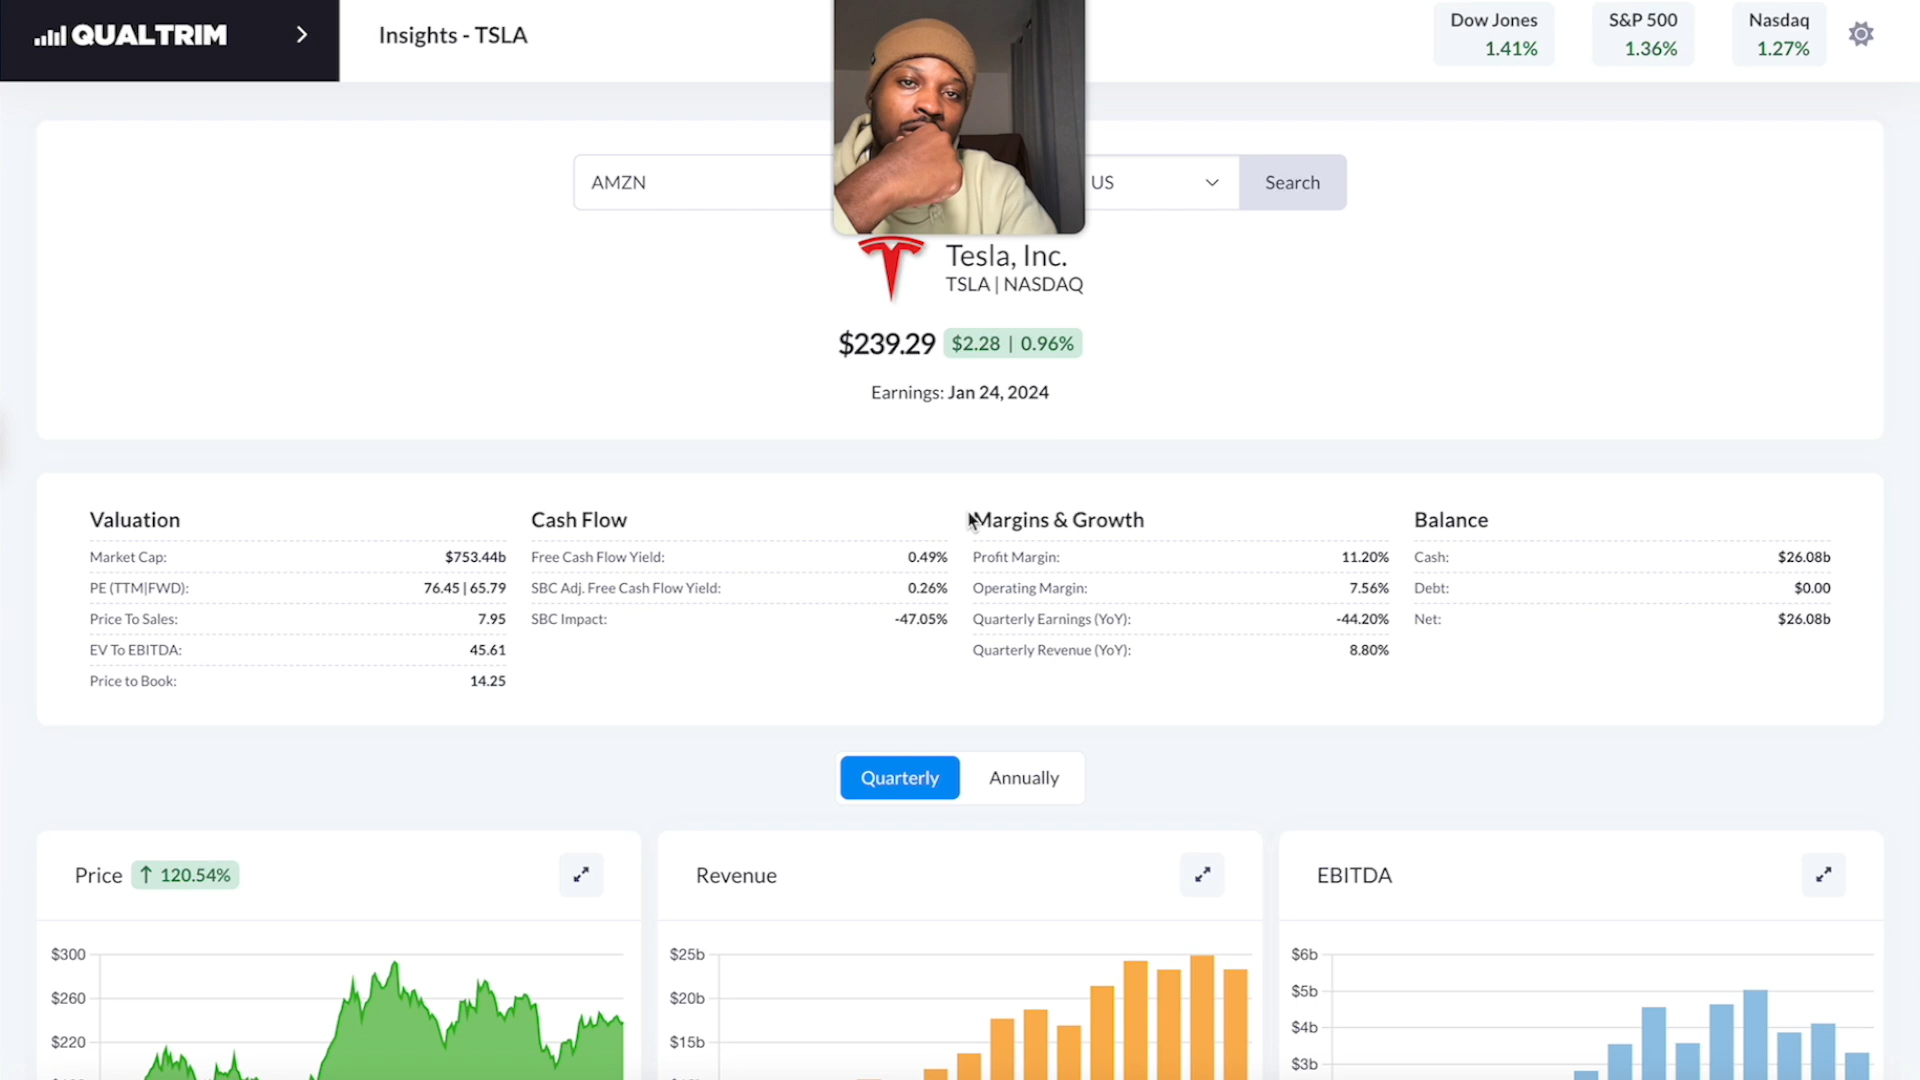 QUALTRIM
Insights - TSLA
Dow Jones
1.41%
S&P 500
1.36%
Nasdaq
1.27%
AMZN
US
Search
Tesla, Inc.
TSLA | NASDAQ
$239.29 $2.28 | 0.96%
Earnings: Jan 24, 2024
Valuation
Market Cap: $753.44b
PE (TTM|FWD): 76.45 | 65.79
Price To Sales: 7.95
EV To EBITDA: 45.61
Price to Book: 14.25
Cash Flow
Free Cash Flow Yield: 0.49%
SBC Adj. Free Cash Flow Yield: 0.26%
SBC Impact: -47.05%
Margins & Growth
Profit Margin: 11.20%
Operating Margin: 7.56%
Quarterly Earnings (YoY): -44.20%
Quarterly Revenue (YoY): 8.80%
Balance
Cash: $26.08b
Debt: $0.00
Net: $26.08b
Quarterly
Annually
Price ↑ 120.54%
$300
$260
$220
Revenue
$25b
$20b
$15b
EBITDA
$6b
$5b
$4b
$3b